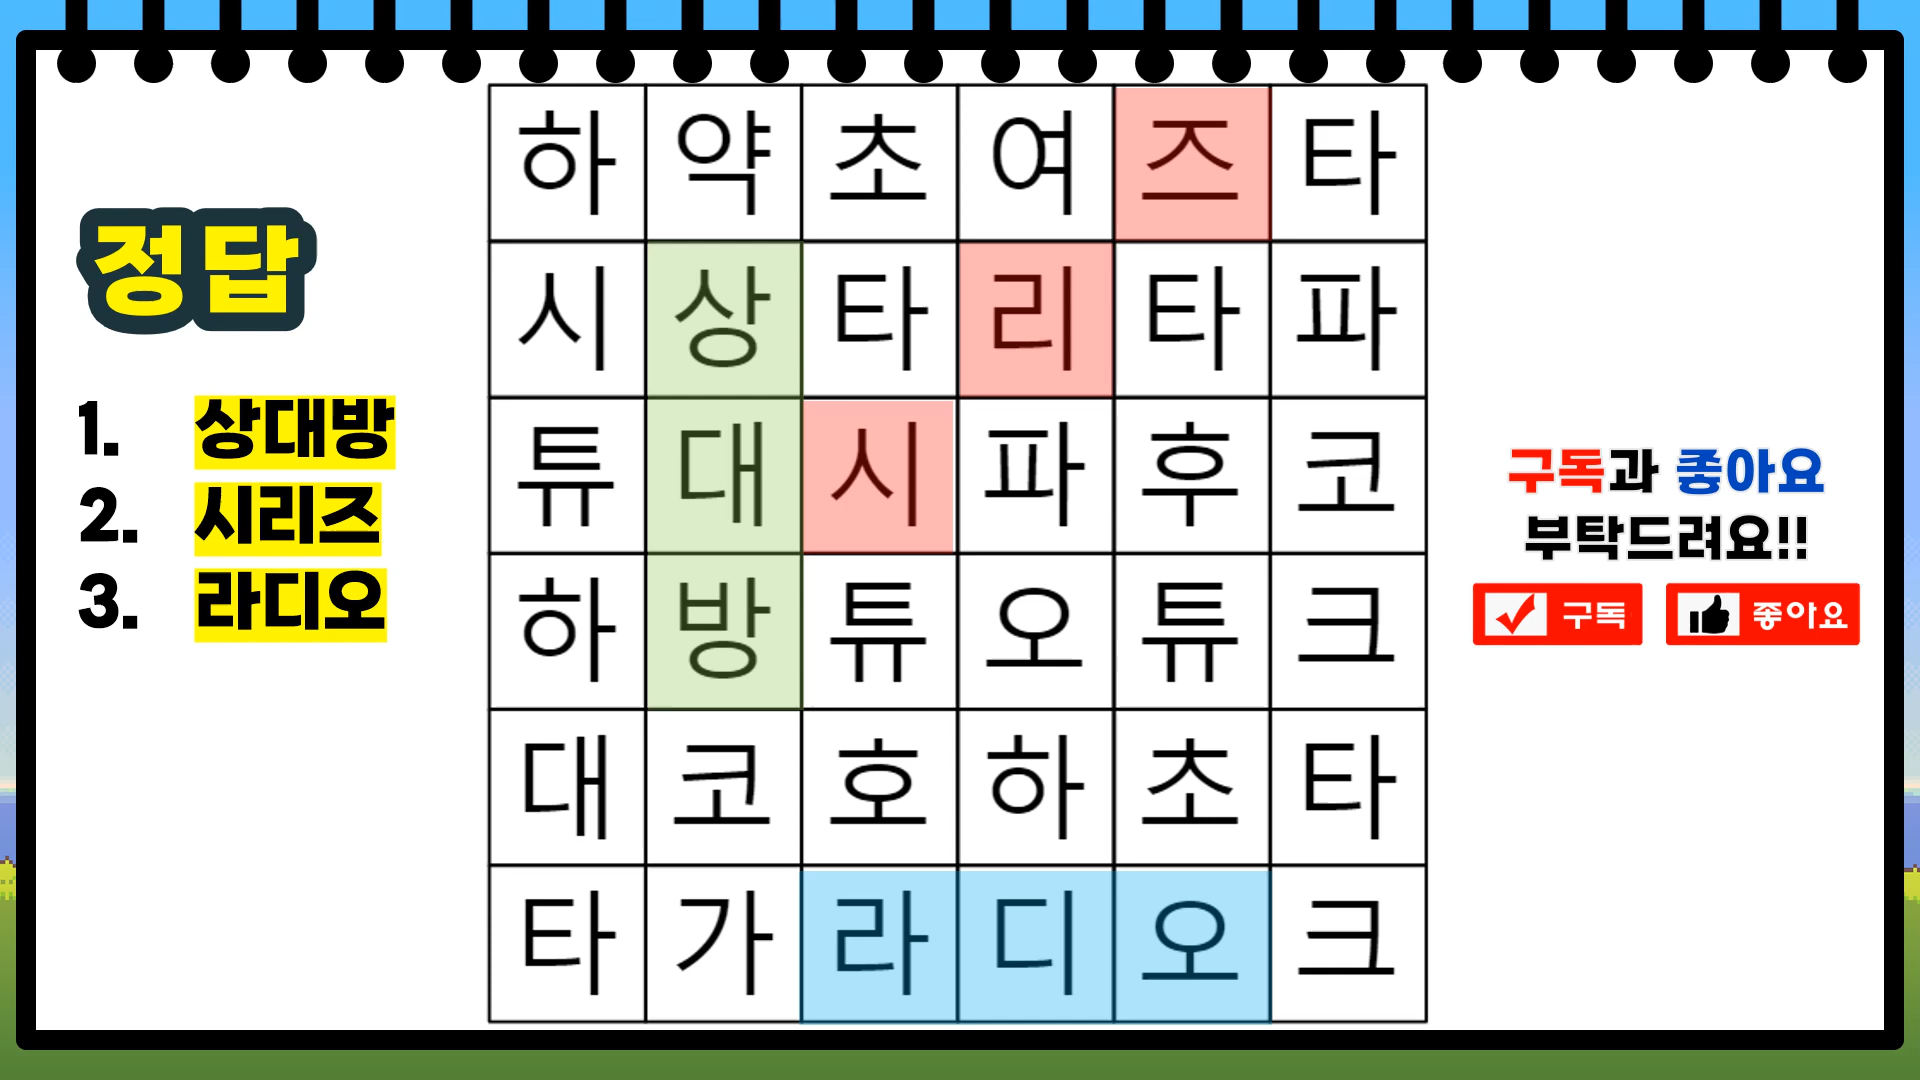 정답
1. 상대방
2. 시리즈
3. 라디오
하 약 초 여 즈 타
시 상 타 리 타 파
튜 대 시 파 후 코
하 방 튜 오 튜 크
대 코 호 하 초 타
타 가 라 디 오 크
구독과 좋아요
부탁드려요!!
구독 좋아요